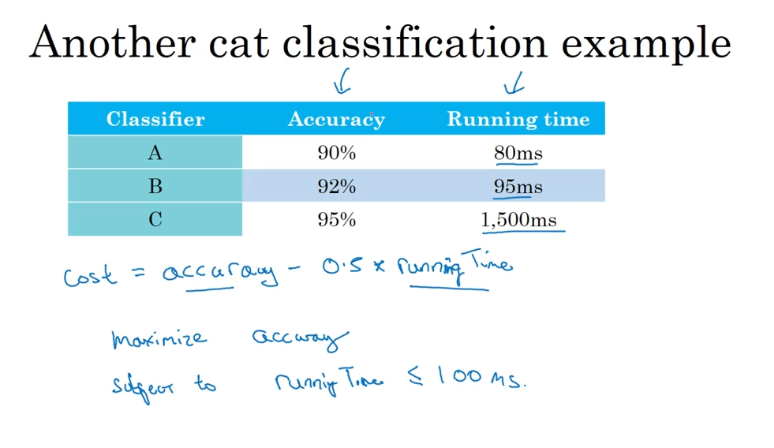 Another cat classification example
Classifier Accuracy Running time
A 90% 80ms
B 92% 95ms
C 95% 1,500ms
cost = accuracy - 0.5 x runningTime
maximize accuracy
subject to runningTime ≤ 100 ms.